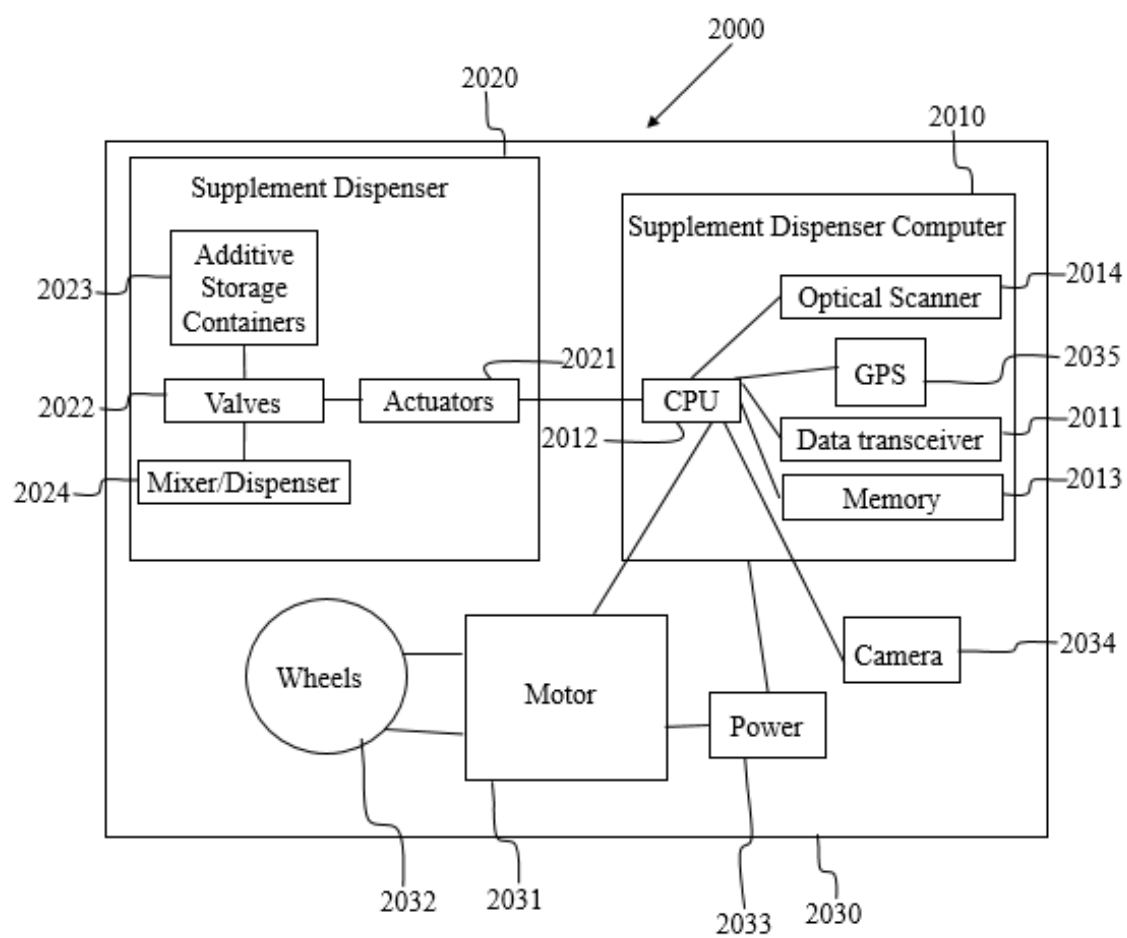 2000
2020
2010
Supplement Dispenser
Supplement Dispenser Computer
Additive
Storage
Containers
2023
Optical Scanner
2014
2021
GPS
2035
2022
Valves
Actuators
CPU
2012
Data transceiver
2011
2024
Mixer/Dispenser
Memory
2013
Wheels
Motor
Camera
2034
Power
2032
2031
2033
2030